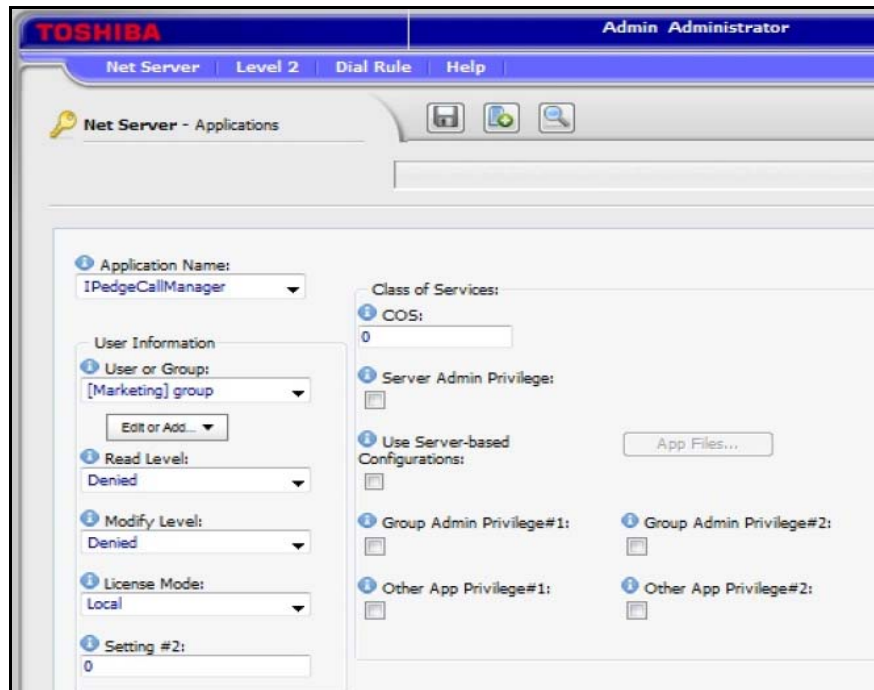 TOSHIBA
Admin Administrator
Net Server Level 2 Dial Rule Help
Net Server - Applications
Application Name:
IPedgeCallManager
User Information
User or Group:
[Marketing] group
Edit or Add...
Read Level:
Denied
Modify Level:
Denied
License Mode:
Local
Setting #2:
0
Class of Services:
COS:
0
Server Admin Privilege:
Use Server-based
Configurations:
App Files...
Group Admin Privilege#1:
Group Admin Privilege#2:
Other App Privilege#1:
Other App Privilege#2: